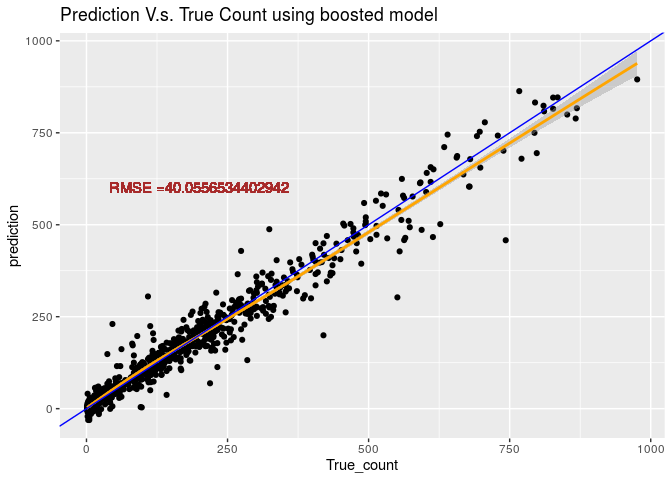 Prediction V.s. True Count using boosted model
1000
750
500
250
0
prediction
RMSE =40.0556534402942
0 250 500 750 1000
True_count